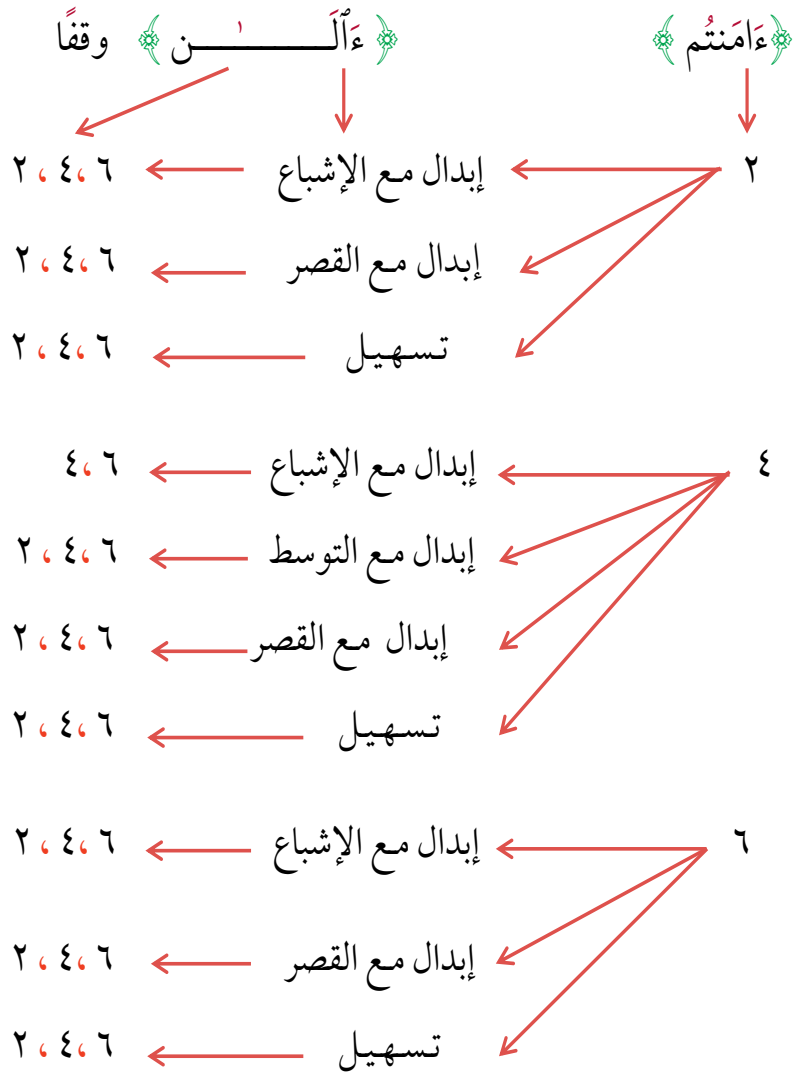 ﴿ءَامَنتُم﴾ ﴿ءَآلَـٰـن﴾ وقفًا
٢ إبدال مع الإشباع ٦، ٤، ٢
إبدال مع القصر ٦، ٤، ٢
تسهيل ٦، ٤، ٢
٤ إبدال مع الإشباع ٦، ٤
إبدال مع التوسط ٦، ٤، ٢
إبدال مع القصر ٦، ٤، ٢
تسهيل ٦، ٤، ٢
٦ إبدال مع الإشباع ٦، ٤، ٢
إبدال مع القصر ٦، ٤، ٢
تسهيل ٦، ٤، ٢